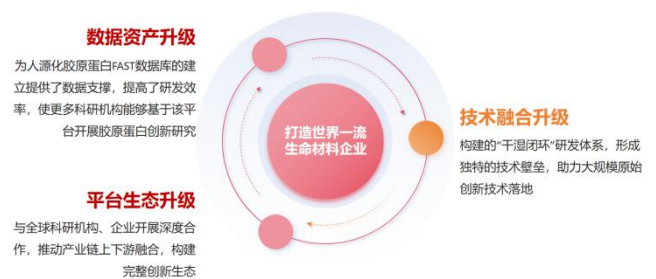 数据资产升级
为人源化胶原蛋白FAST数据库的建
立提供了数据支撑，提高了研发效
率，使更多科研机构能够基于该平
台开展胶原蛋白创新研究
打造世界一流
生命材料企业
技术融合升级
构建的“干湿闭环”研发体系，形成
独特的技术壁垒，助力大规模原始
创新技术落地
平台生态升级
与全球科研机构、企业开展深度合
作，推动产业链上下游融合，构建
完整创新生态